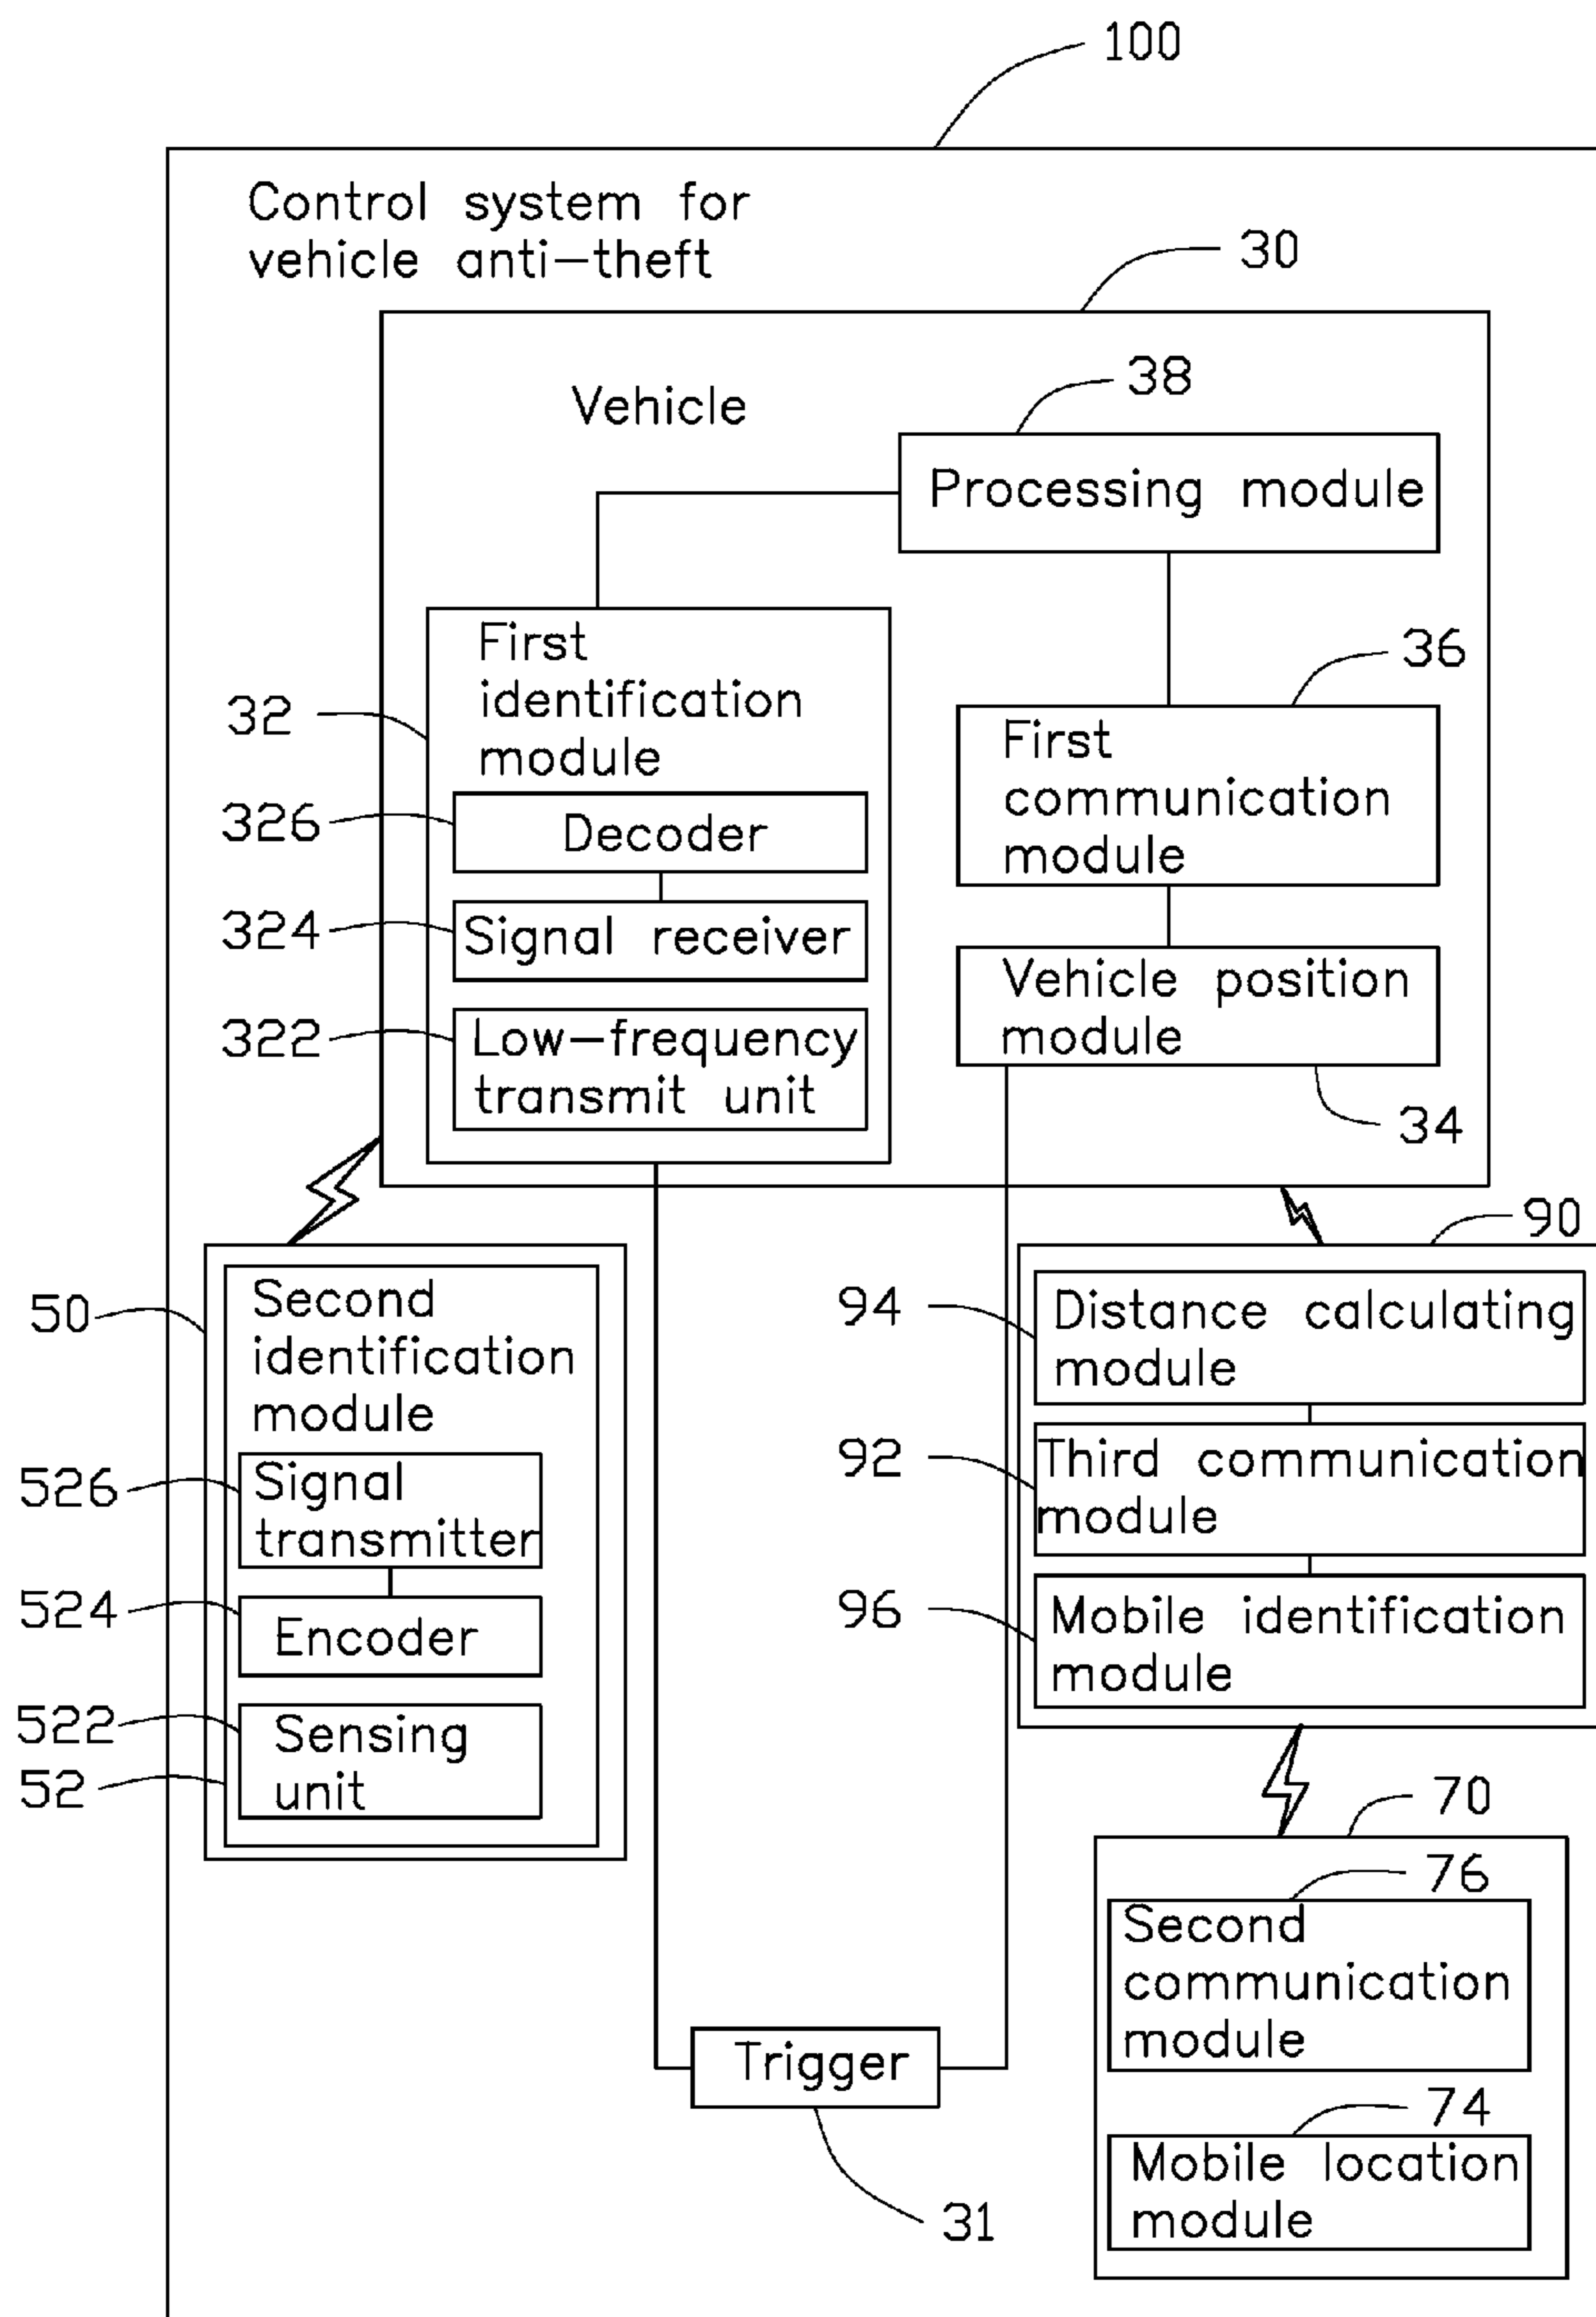 100
Control system for
vehicle anti-theft
30
Vehicle
38
Processing module
First
identification
module
32
36
First
communication
module
326
Decoder
324
Signal receiver
Vehicle position
module
322
Low-frequency
transmit unit
34
90
50
Second
identification
module
94
Distance calculating
module
526
Signal
transmitter
92
Third communication
module
524
Encoder
96
Mobile identification
module
522
Sensing
unit
52
70
76
Second
communication
module
Trigger
74
Mobile location
module
31